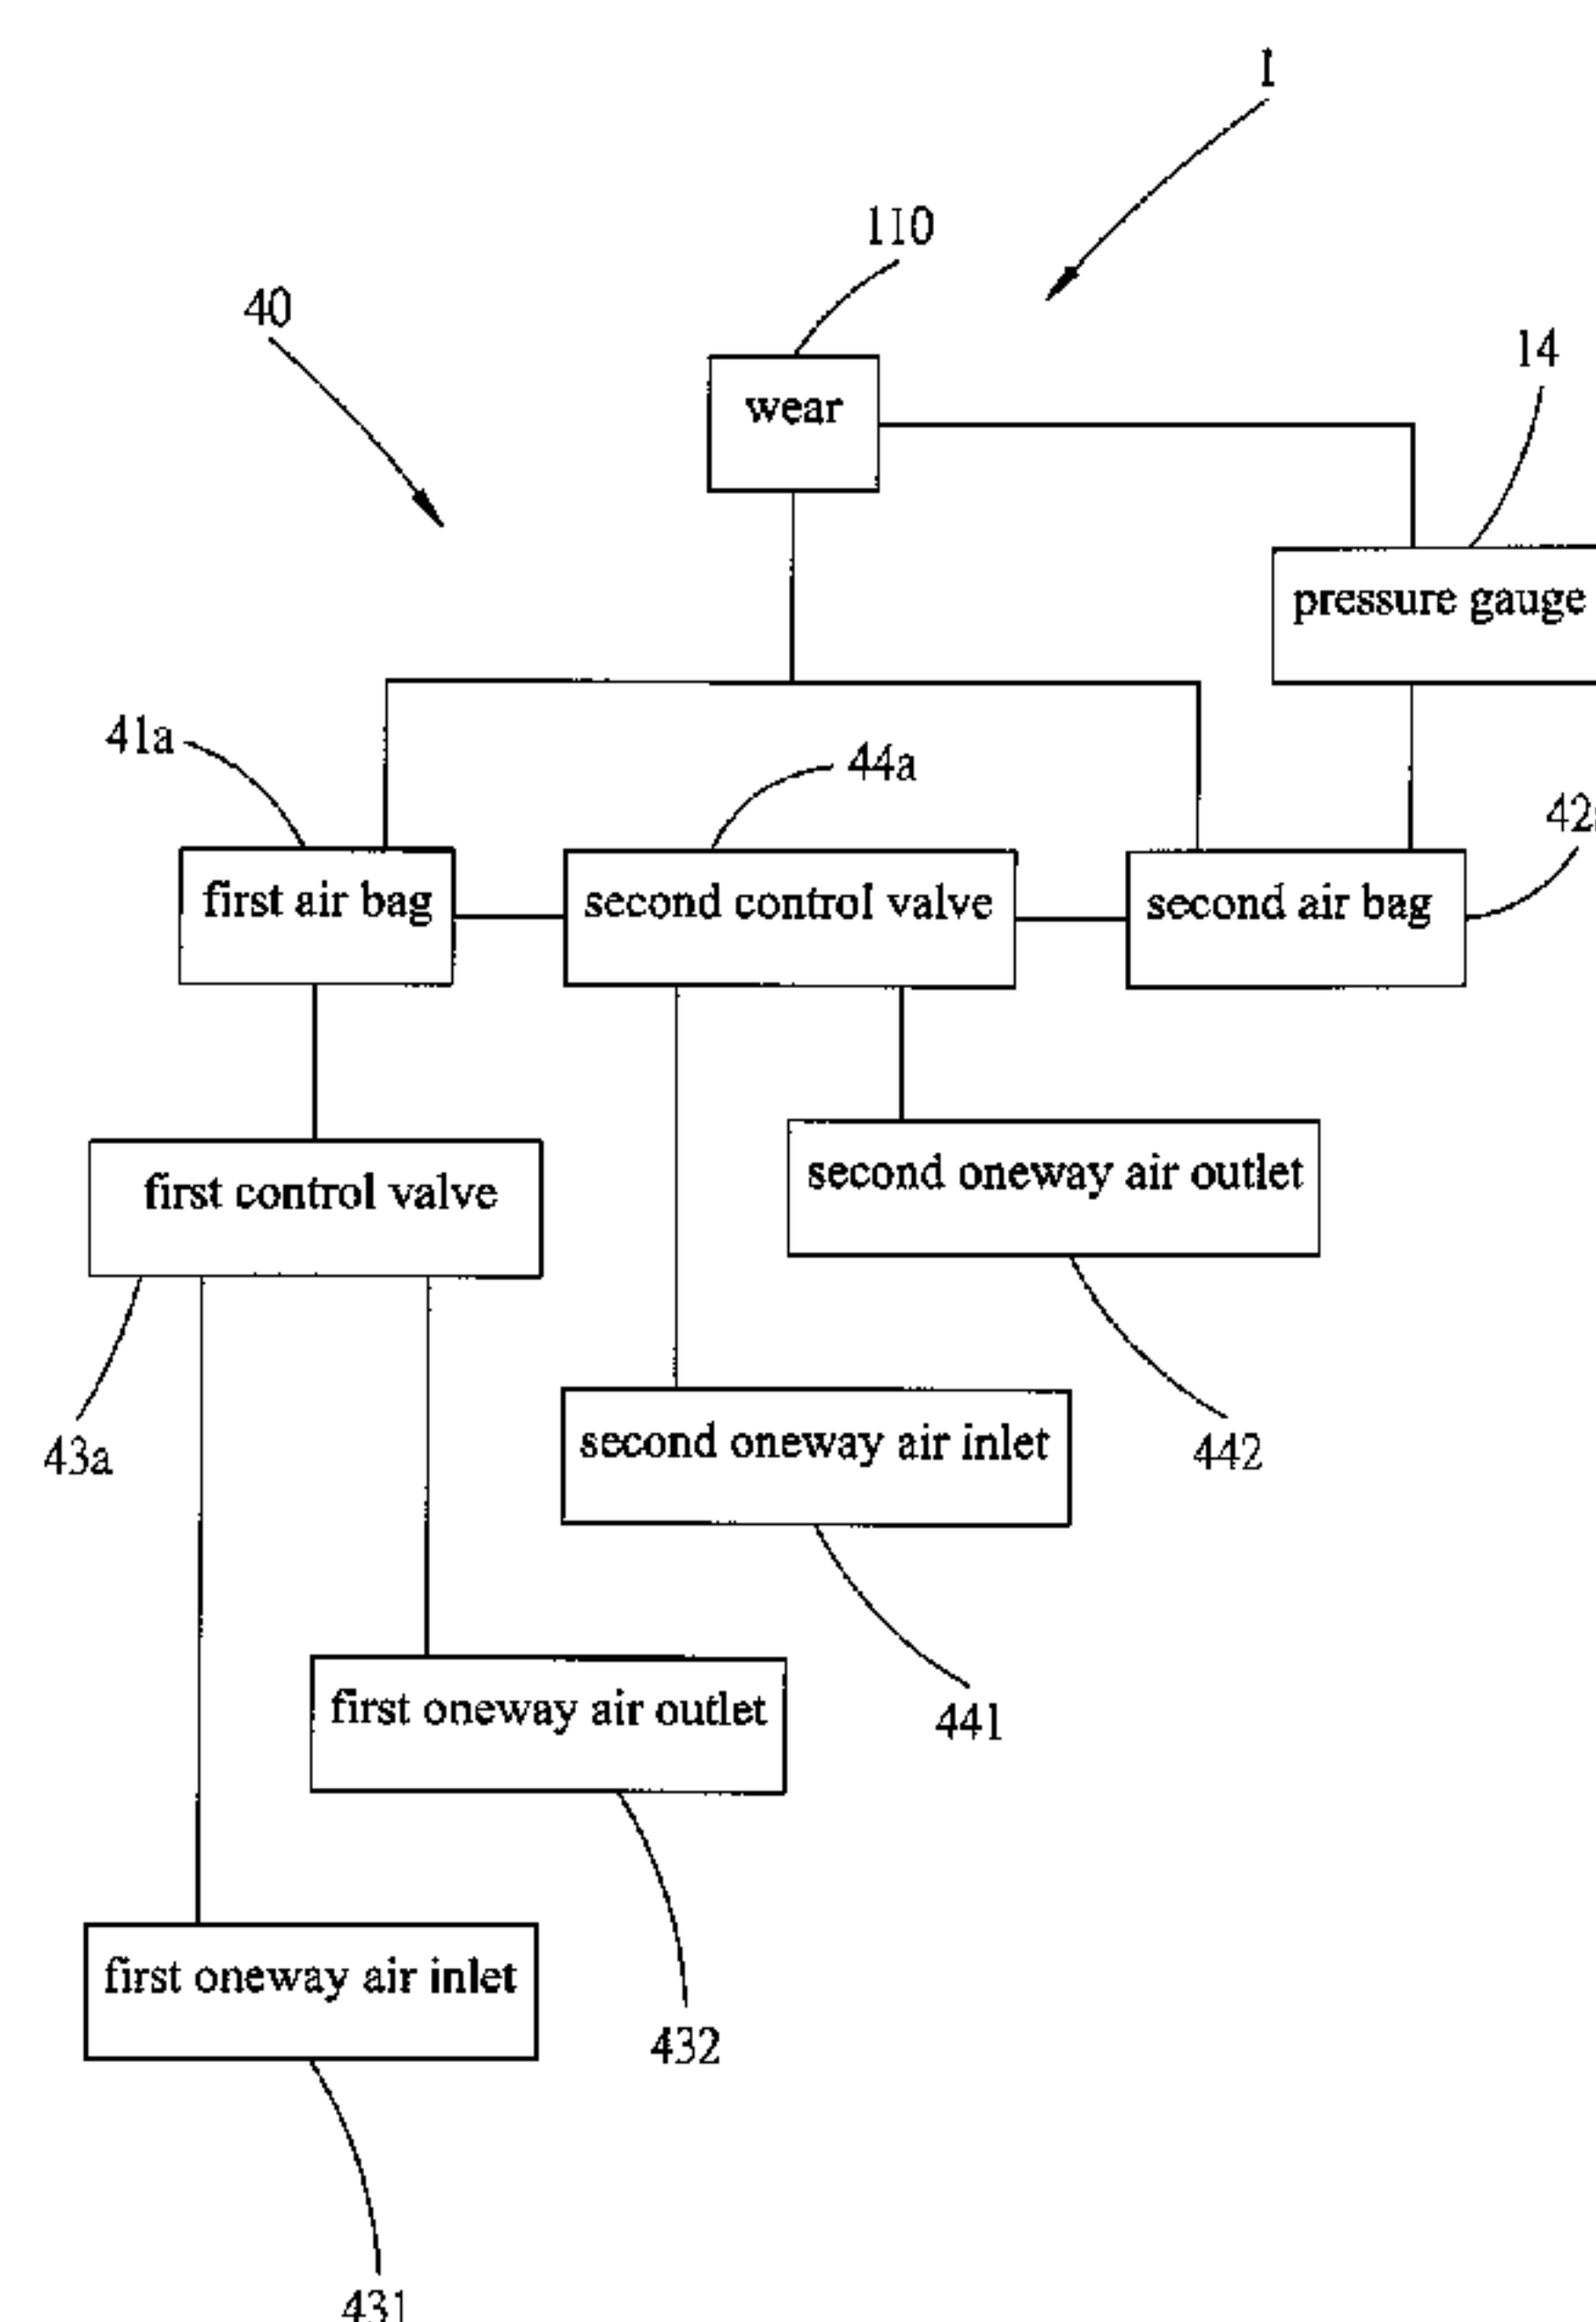 1
110
40
14
wear
pressure gauge
41a
44a
first air bag
second control valve
second air bag
first control valve
second oneway air outlet
43a
second oneway air inlet
442
first oneway air outlet
441
first oneway air inlet
432
431